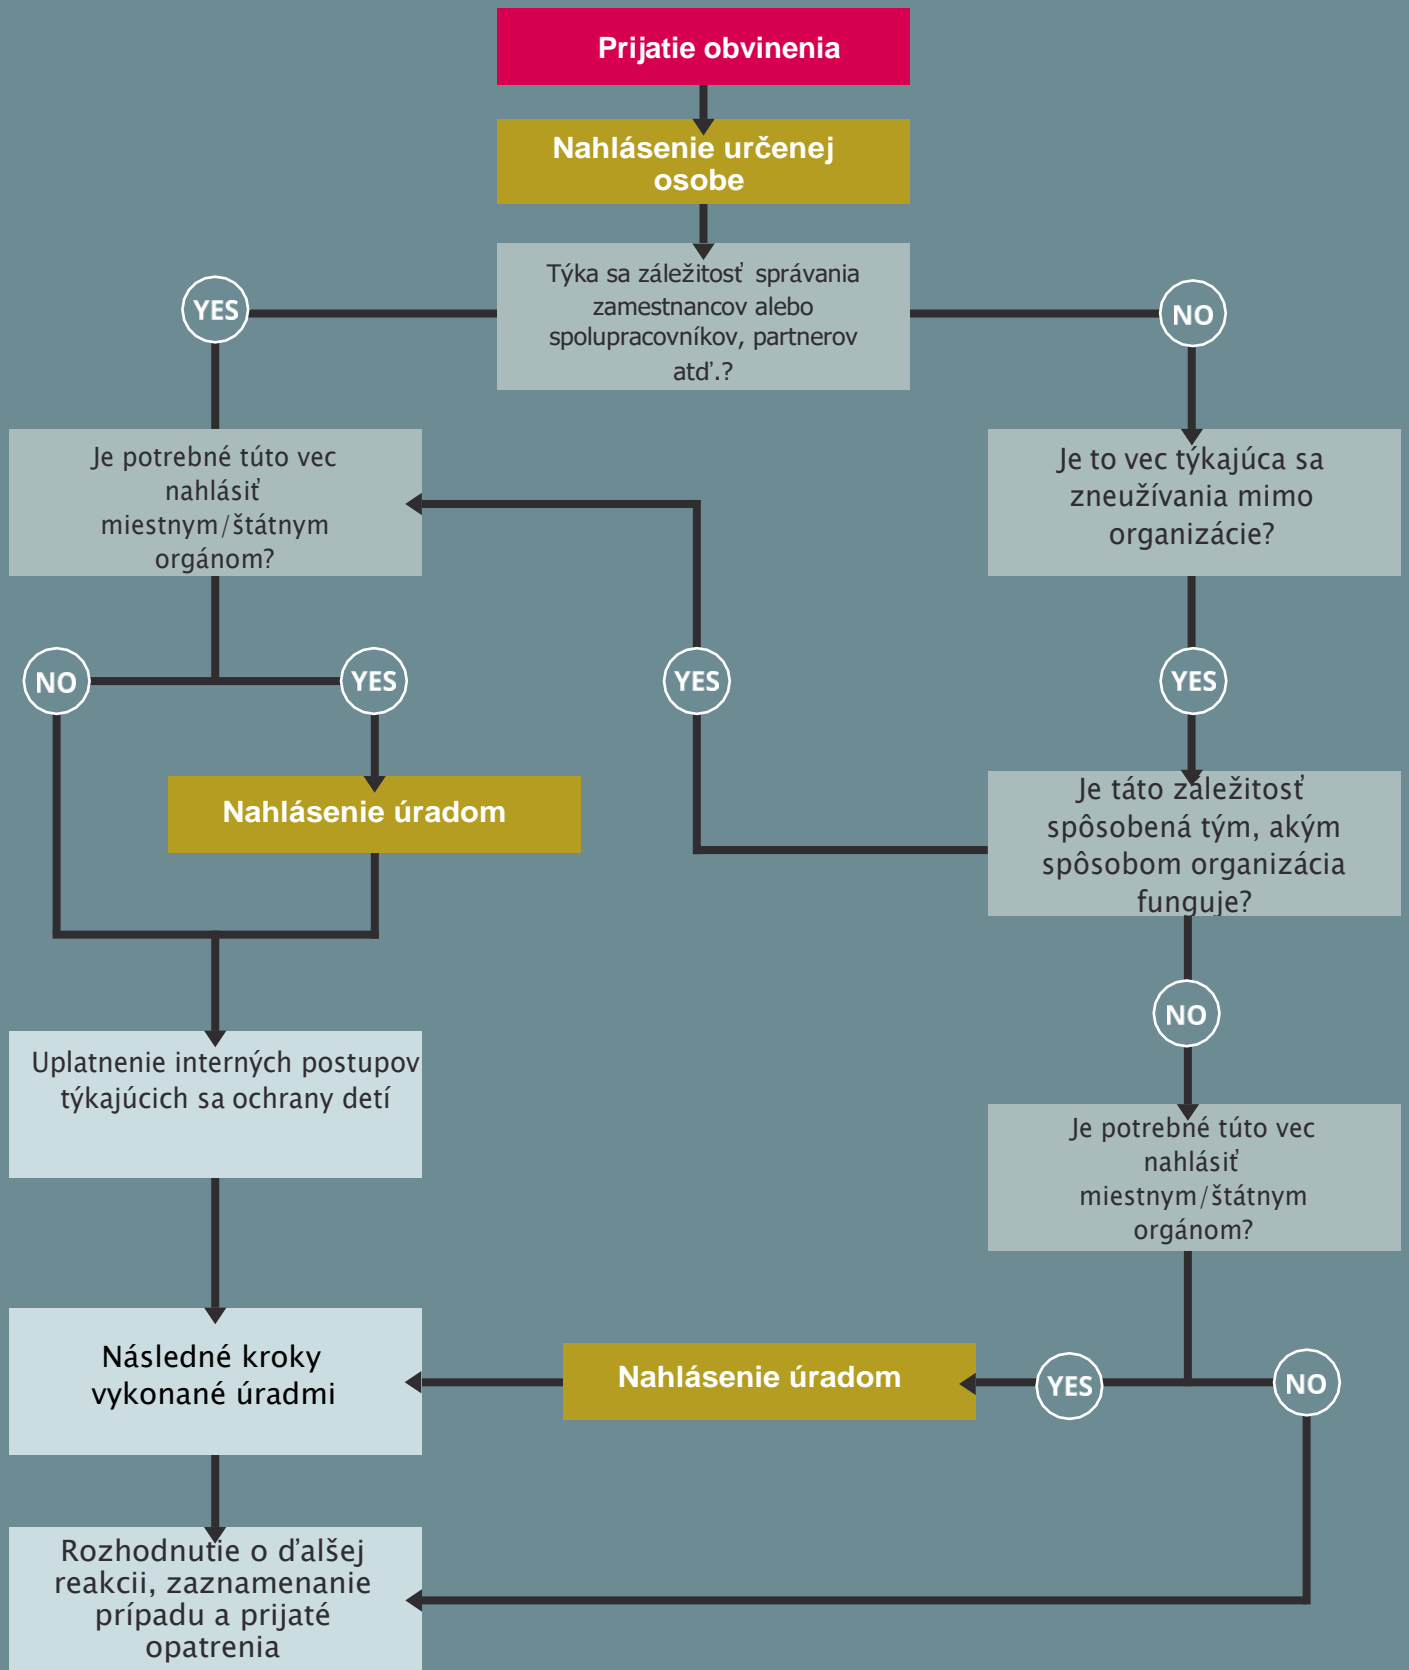 Prijatie obvinenia
Nahlásenie určenej
osobe
Týka sa záležitosť správania
zamestnancov alebo
spolupracovníkov, partnerov
atď.?
YES
NO
Je potrebné túto vec
nahlásiť
miestnym/štátnym
orgánom?
Je to vec týkajúca sa
zneužívania mimo
organizácie?
NO
YES
YES
YES
Nahlásenie úradom
Je táto záležitosť
spôsobená tým, akým
spôsobom organizácia
funguje?
NO
Uplatnenie interných postupov
týkajúcich sa ochrany detí
Je potrebné túto vec
nahlásiť
miestnym/štátnym
orgánom?
Následné kroky
vykonané úradmi
Nahlásenie úradom
YES
NO
Rozhodnutie o ďalšej
reakcii, zaznamenanie
prípadu a prijaté
opatrenia